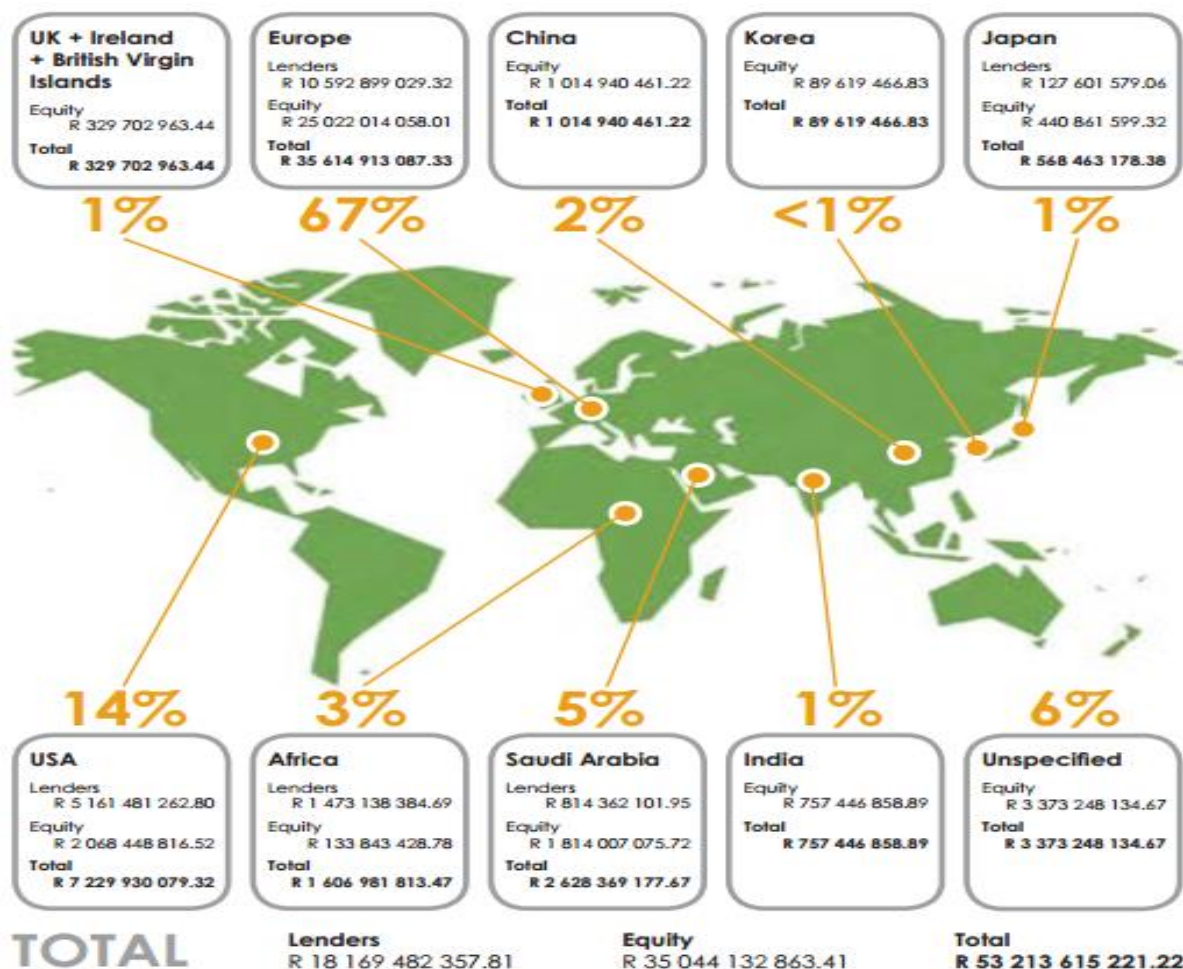 UK + Ireland
+ British Virgin
Islands
Equity
R 329 702 963.44
Total
R 329 702 963.44
Europe
Lenders
R 10 592 899 029.32
Equity
R 25 022 014 058.01
Total
R 35 614 913 087.33
China
Equity
R 1 014 940 461.22
Total
R 1 014 940 461.22
Korea
Equity
R 89 619 466.83
Total
R 89 619 466.83
Japan
Lenders
R 127 601 579.06
Equity
R 440 861 599.32
Total
R 568 463 178.38
1%
67%
2%
<1%
1%
14%
3%
5%
1%
6%
USA
Lenders
R 5 161 481 262.80
Equity
R 2 068 448 816.52
Total
R 7 229 930 079.32
Africa
Lenders
R 1 473 138 384.69
Equity
R 133 843 428.78
Total
R 1 606 981 813.47
Saudi Arabia
Lenders
R 814 362 101.95
Equity
R 1 814 007 075.72
Total
R 2 628 369 177.67
India
Equity
R 757 446 858.89
Total
R 757 446 858.89
Unspecified
Equity
R 3 373 248 134.67
Total
R 3 373 248 134.67
TOTAL
Lenders
R 18 169 482 357.81
Equity
R 35 044 132 863.41
Total
R 53 213 615 221.22